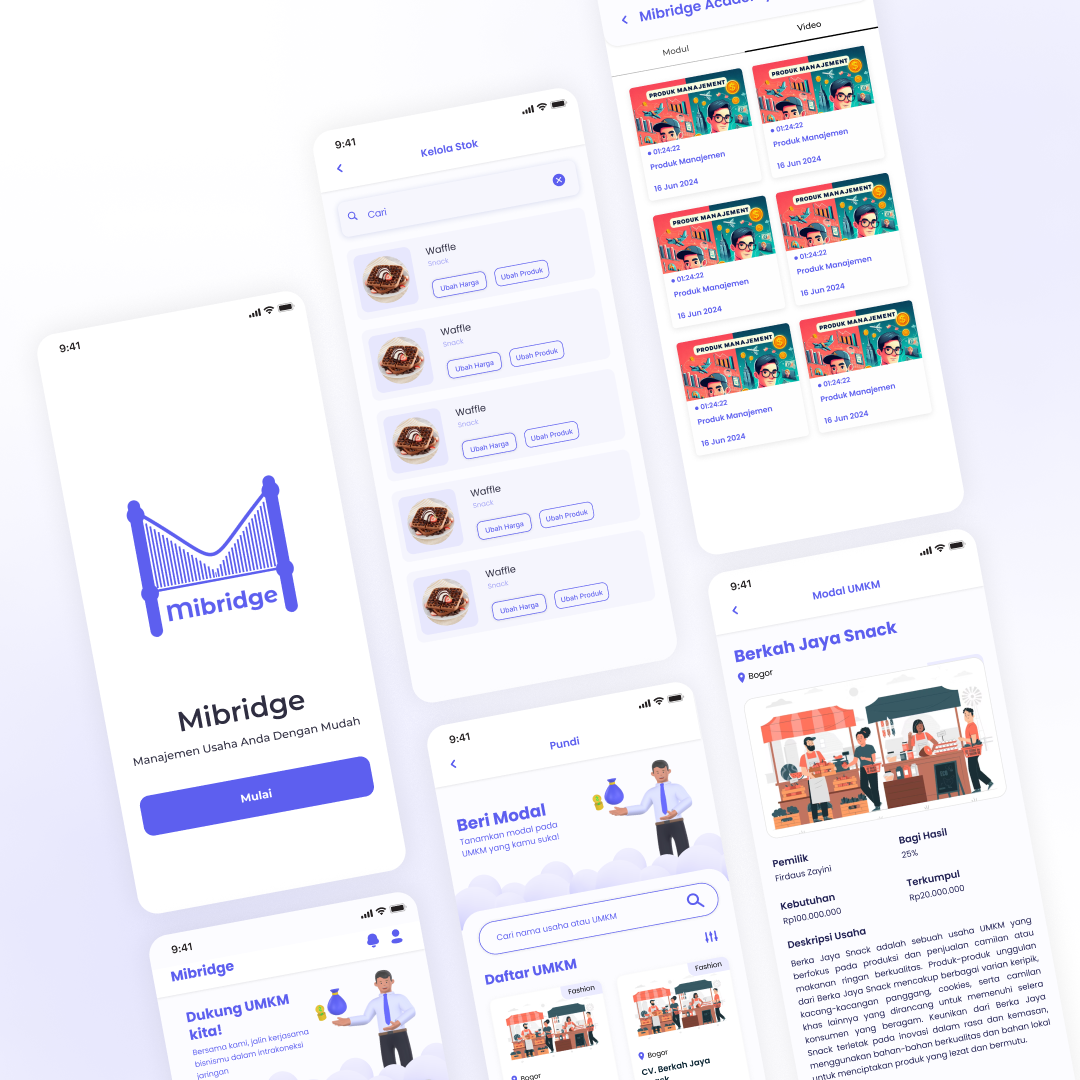 Mibridge Academy
Modul
Video
PRODUK MANAJEMENT
01:24:22
Produk Manajemen
16 Jun 2024
PRODUK MANAJEMENT
01:24:22
Produk Manajemen
16 Jun 2024
PRODUK MANAJEMENT
01:24:22
Produk Manajemen
16 Jun 2024
PRODUK MANAJEMENT
01:24:22
Produk Manajemen
16 Jun 2024
PRODUK MANAJEMENT
01:24:22
Produk Manajemen
16 Jun 2024
PRODUK MANAJEMENT
01:24:22
Produk Manajemen
16 Jun 2024
9:41
Kelola Stok
Cari
Waffle
Snack
Ubah Harga
Ubah Produk
Waffle
Snack
Ubah Harga
Ubah Produk
Waffle
Snack
Ubah Harga
Ubah Produk
Waffle
Snack
Ubah Harga
Ubah Produk
Waffle
Snack
Ubah Harga
Ubah Produk
9:41
mibridge
Mibridge
Manajemen Usaha Anda Dengan Mudah
Mulai
9:41
Modal UMKM
Berkah Jaya Snack
Bogor
Pemilik
Firdaus Zayini
Bagi Hasil
25%
Kebutuhan
Rp100.000.000
Terkumpul
Rp20.000.000
Deskripsi Usaha
Berka Jaya Snack adalah sebuah usaha UMKM yang
berfokus pada produksi dan penjualan camilan atau
makanan ringan berkualitas. Produk-produk unggulan
dari Berka Jaya Snack mencakup berbagai varian keripik,
kacang-kacangan panggang, cookies, serta camilan
khas lainnya yang dirancang untuk memenuhi selera
konsumen yang beragam. Keunikan dari Berka Jaya
Snack terletak pada inovasi dalam rasa dan kemasan,
menggunakan bahan-bahan berkualitas dan bahan lokal
untuk menciptakan produk yang lezat dan bermutu.
9:41
Pundi
Beri Modal
Tanamkan modal pada
UMKM yang kamu sukai!
Cari nama usaha atau UMKM
Daftar UMKM
Fashion
Bogor
Fashion
Bogor
CV. Berkah Jaya
9:41
Mibridge
Dukung UMKM
kita!
Bersama kami, jalin kerjasama
bisnismu dalam intrakoneksi
jaringan